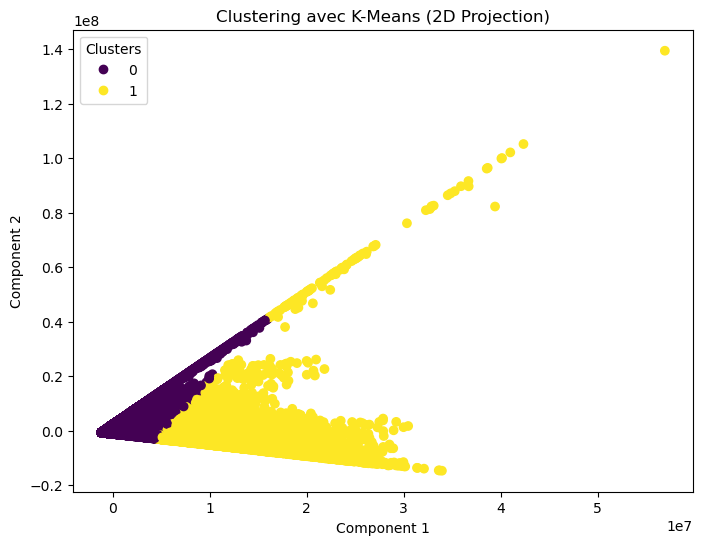 Clustering avec K-Means (2D Projection)
1e8
Clusters
0
1
1.4
1.2
1.0
0.8
0.6
0.4
0.2
0.0
−0.2
Component 2
0 1 2 3 4 5
1e7
Component 1